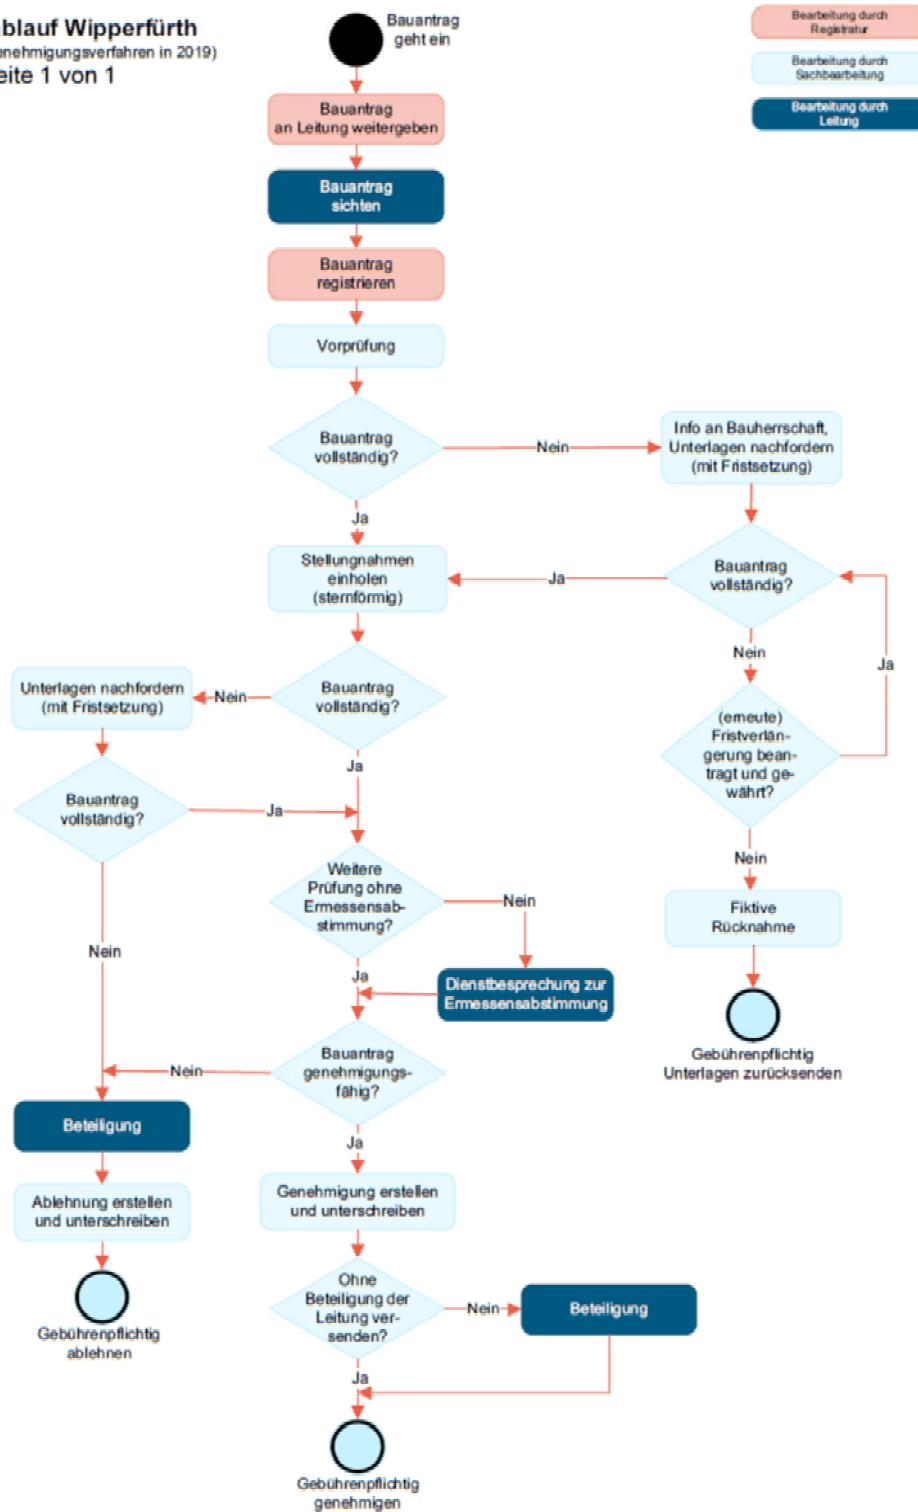 ablauf Wipperfürth
enehmigungsverfahren in 2019)
eite 1 von 1
Bauantrag
geht ein
Bearbeitung durch
Registratur
Bearbeitung durch
Sachbearbeitung
Bearbeitung durch
Leitung
Bauantrag
an Leitung weitergeben
Bauantrag
sichten
Bauantrag
registrieren
Vorprüfung
Bauantrag
vollständig?
Nein
Info an Bauherrschaft,
Unterlagen nachfordern
(mit Fristsetzung)
Ja
Stellungnahmen
einholen
(sternförmig)
Ja
Bauantrag
vollständig?
Nein
Ja
Unterlagen nachfordern
(mit Fristsetzung)
Nein
Bauantrag
vollständig?
(erneute)
Fristverlän-
gerung bean-
tragt und ge-
währt?
Ja
Bauantrag
vollständig?
Ja
Weitere
Prüfung ohne
Ermessensab-
stimmung?
Nein
Nein
Fiktive
Rücknahme
Nein
Ja
Dienstbesprechung zur
Ermessensabstimmung
Gebührenpflichtig
Unterlagen zurücksenden
Bauantrag
genehmigungs-
fähig?
Nein
Beteiligung
Ja
Ablehnung erstellen
und unterschreiben
Genehmigung erstellen
und unterschreiben
Gebührenpflichtig
ablehnen
Ohne
Beteiligung der
Leitung ver-
senden?
Nein
Beteiligung
Ja
Gebührenpflichtig
genehmigen